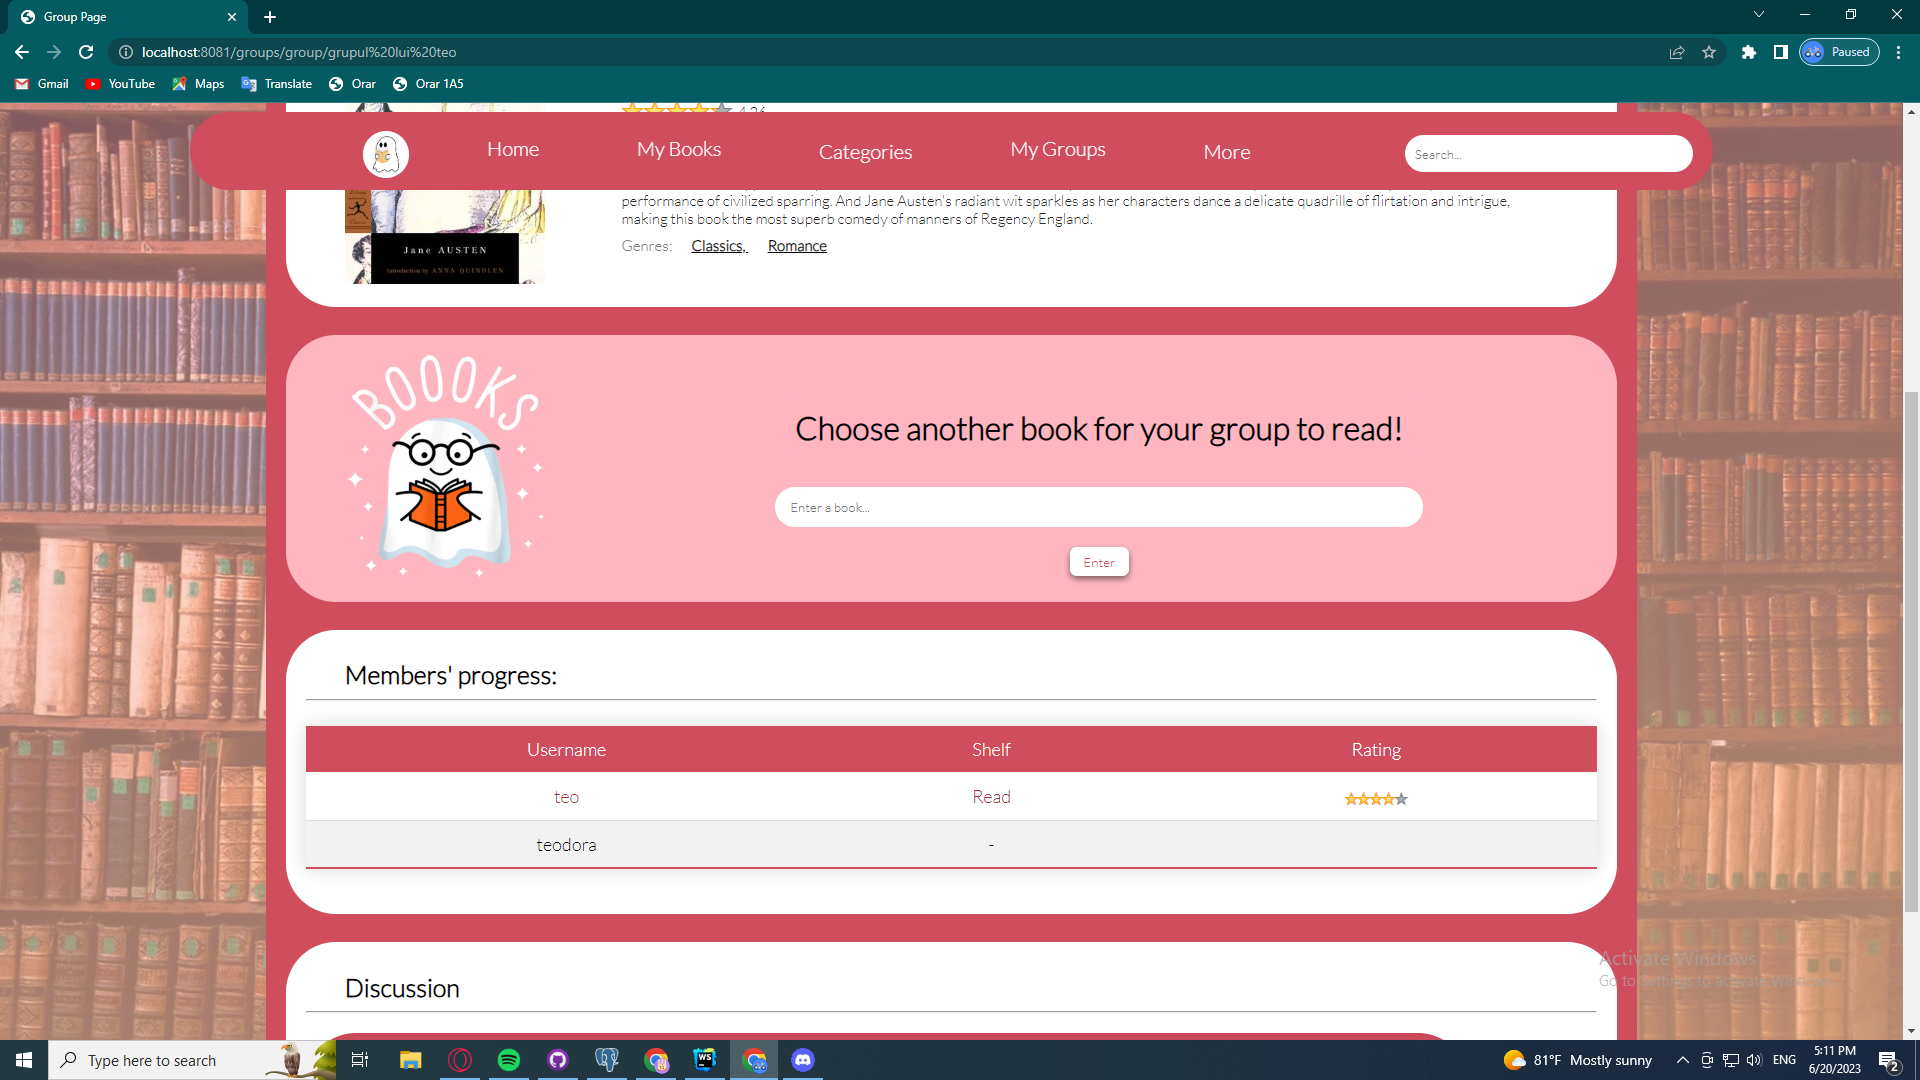 Group Page
localhost:8081/groups/group/grupul%20lui%20teo
Paused
Gmail YouTube Maps Translate Orar Orar 1A5
4.26
Home My Books Categories My Groups More Search...
performance of civilized sparring. And Jane Austen's radiant wit sparkles as her characters dance a delicate quadrille of flirtation and intrigue,
making this book the most superb comedy of manners of Regency England.
Jane AUSTEN
Introduction by ANNA QUINDLEN
Genres: Classics, Romance
BOOOKS
Choose another book for your group to read!
Enter a book...
Enter
Members' progress:
Username Shelf Rating
teo Read
teodora -
Activate Windows
Go to Settings to activate Windows.
Discussion
Type here to search
WS
81°F Mostly sunny
ENG
5:11 PM
6/20/2023
2